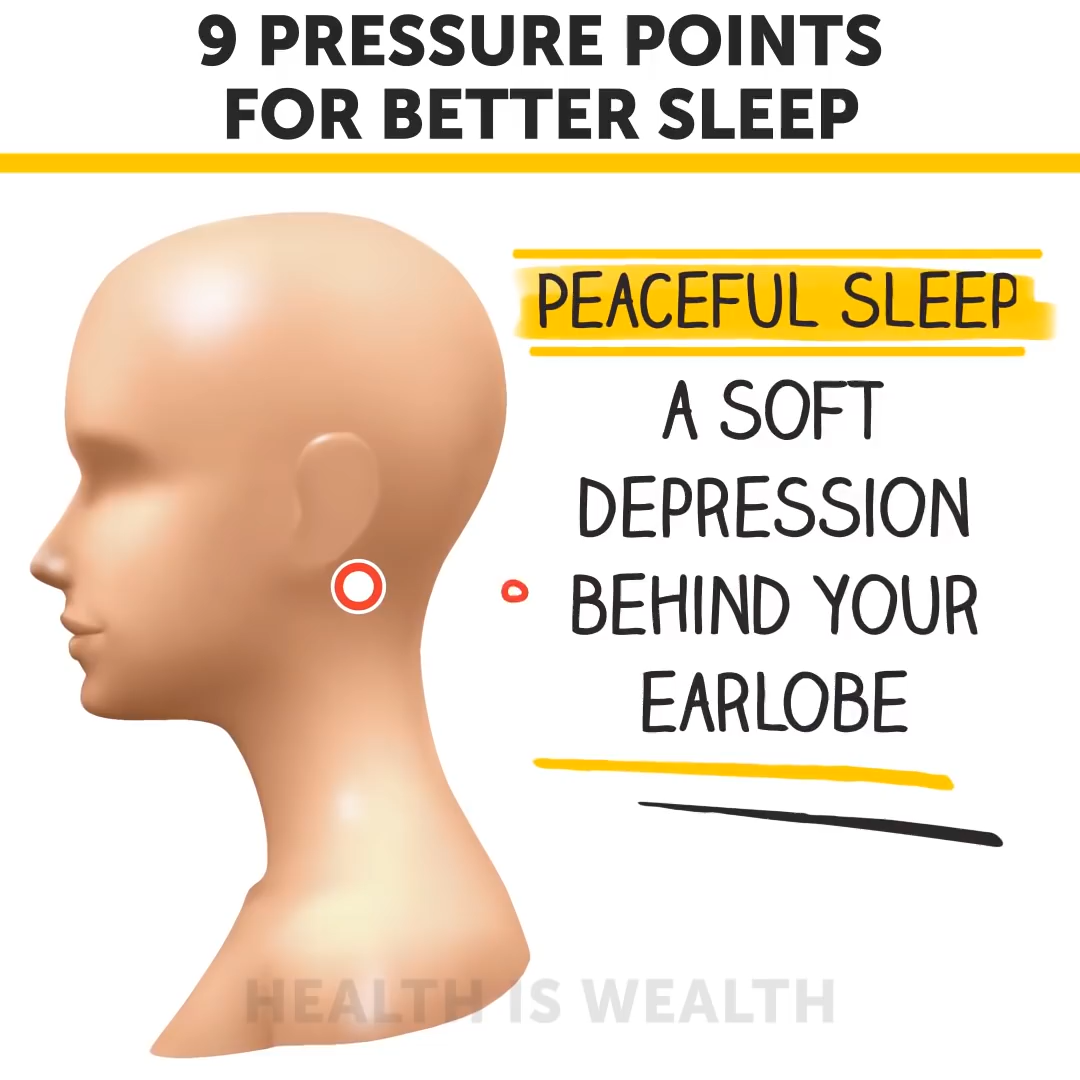 9 PRESSURE POINTS
FOR BETTER SLEEP
PEACEFUL SLEEP
A SOFT
DEPRESSION
BEHIND YOUR
EARLOBE
HEALTH IS WEALTH